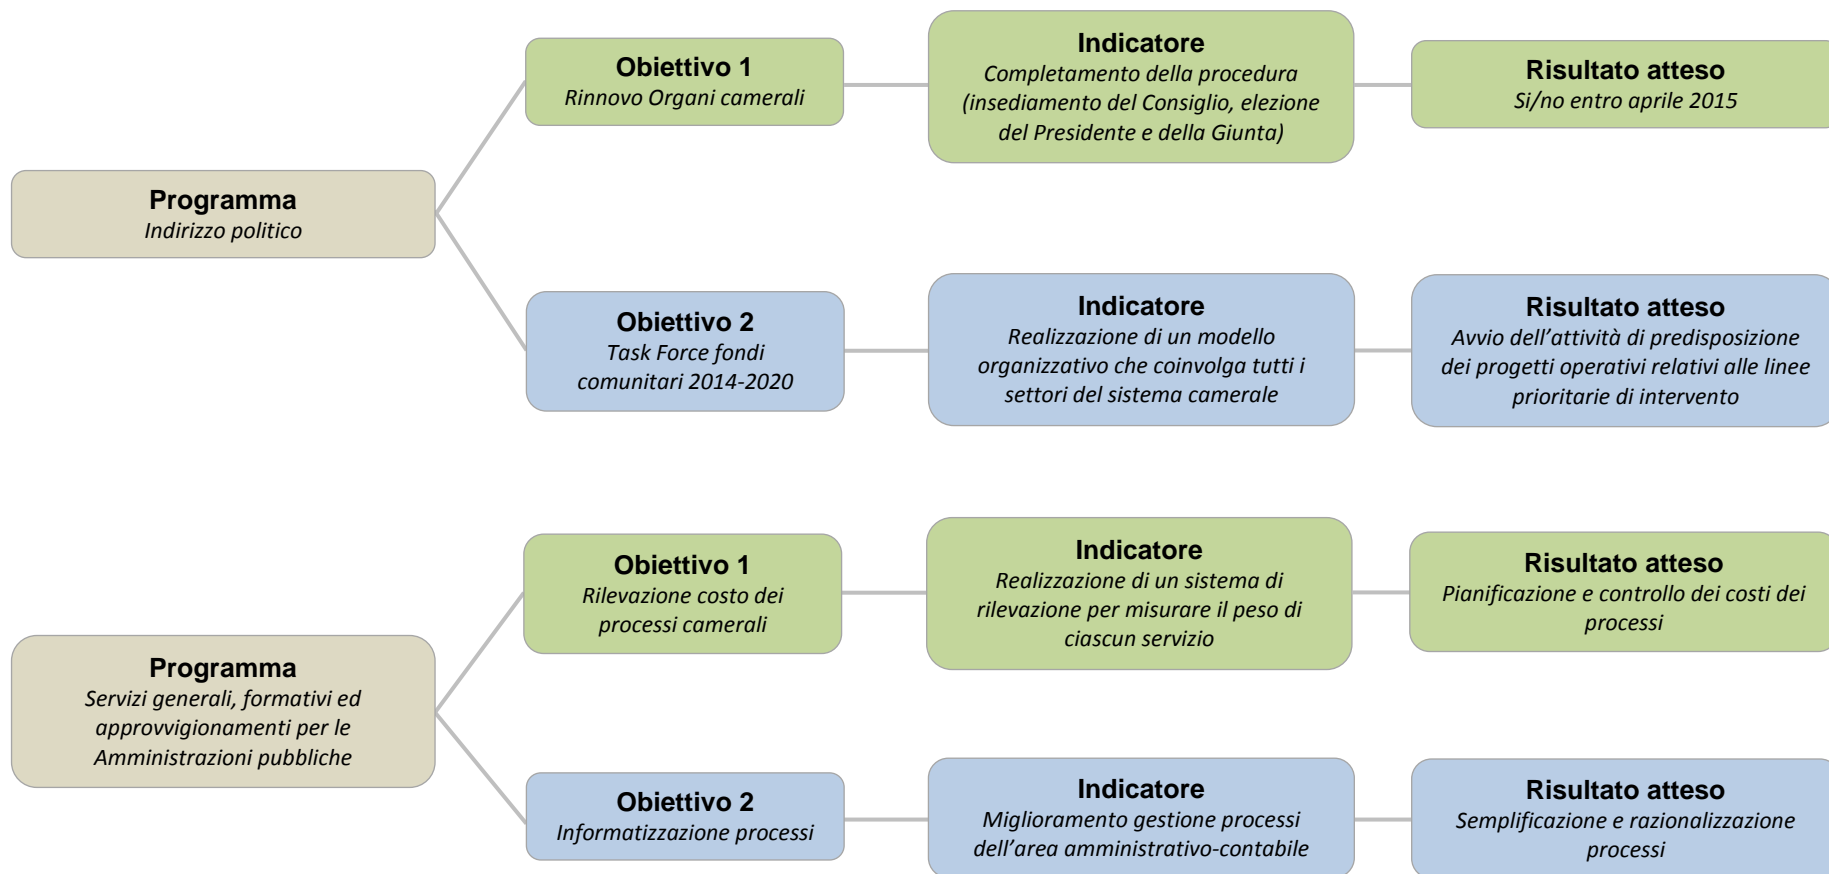 Programma
Indirizzo politico
Obiettivo 1
Rinnovo Organi camerali
Indicatore
Completamento della procedura
(insediamento del Consiglio, elezione
del Presidente e della Giunta)
Risultato atteso
Si/no entro aprile 2015
Obiettivo 2
Task Force fondi
comunitari 2014-2020
Indicatore
Realizzazione di un modello
organizzativo che coinvolga tutti i
settori del sistema camerale
Risultato atteso
Avvio dell’attività di predisposizione
dei progetti operativi relativi alle linee
prioritarie di intervento
Programma
Servizi generali, formativi ed
approvvigionamenti per le
Amministrazioni pubbliche
Obiettivo 1
Rilevazione costo dei
processi camerali
Indicatore
Realizzazione di un sistema di
rilevazione per misurare il peso di
ciascun servizio
Risultato atteso
Pianificazione e controllo dei costi dei
processi
Obiettivo 2
Informatizzazione processi
Indicatore
Miglioramento gestione processi
dell’area amministrativo-contabile
Risultato atteso
Semplificazione e razionalizzazione
processi